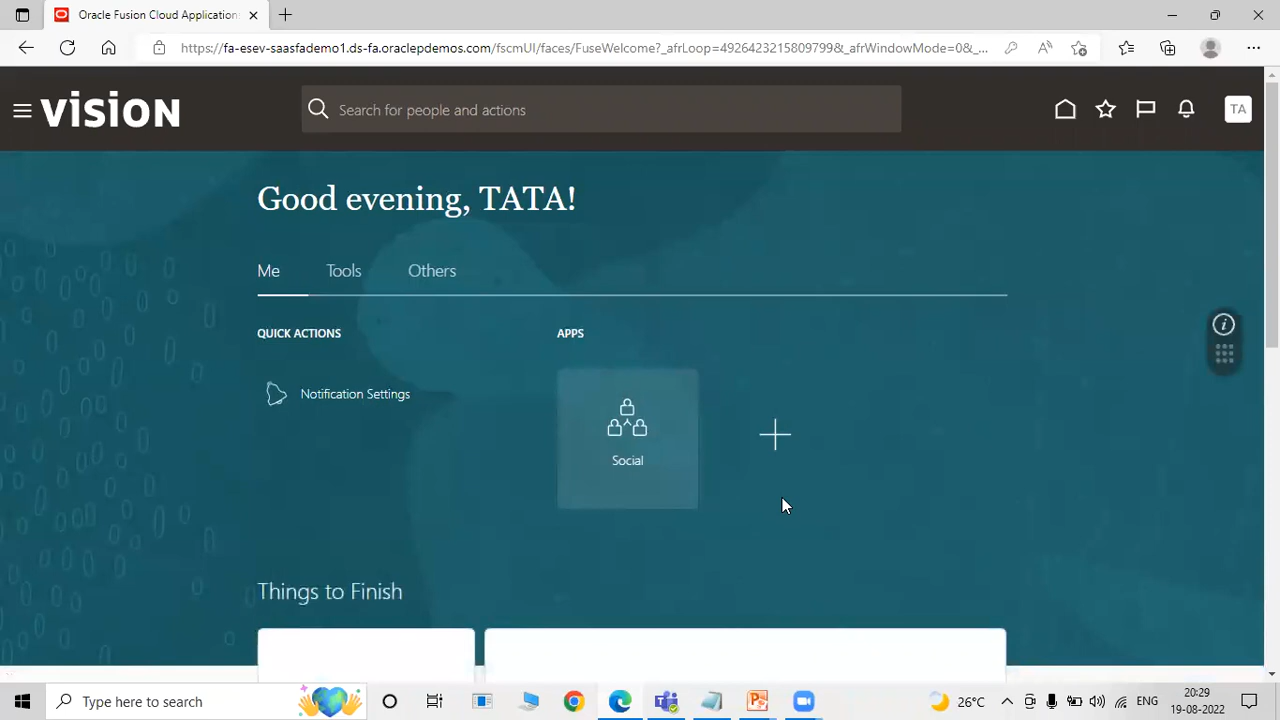 Oracle Fusion Cloud Application
https://fa-esev-saasfademo1.ds-fa.oraclepdemos.com/fscmUI/faces/FuseWelcome?_afrLoop=4926423215809799&_afrWindowMode=0&_...
vision
Search for people and actions
TA
Good evening, TATA!
Me Tools Others
QUICK ACTIONS
APPS
Notification Settings
Social
Things to Finish
Type here to search
26°C
ENG
20:29
19-08-2022